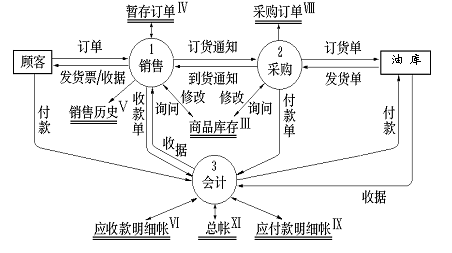 暂存订单IV
采购订单VIII
顾客
订单
1
销售
订货通知
2
采购
订货单
油库
发货票/收据
到货通知
发货单
销售历史V
付款
收款单
询问
修改
修改
询问
商品库存III
付款单
付款
收据
3
会计
收据
应收款明细帐VI
总帐XI
应付款明细帐IX